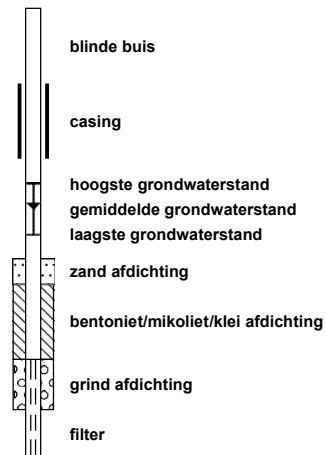 blinde buis
casing
hoogste grondwaterstand
gemiddelde grondwaterstand
laagste grondwaterstand
zand afdichting
bentoniet/mikoliet/klei afdichting
grind afdichting
filter